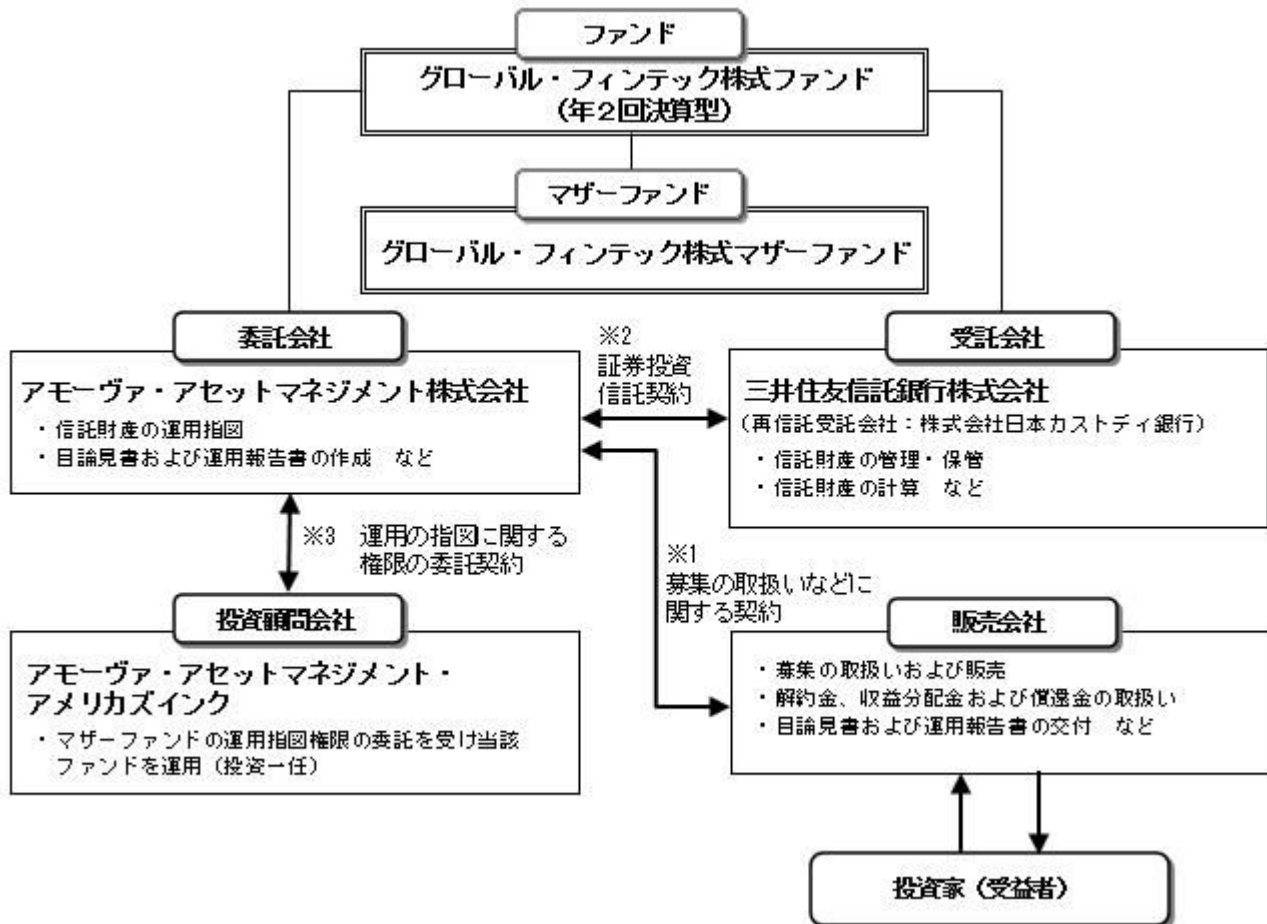 ファンド
グローバル・フィンテック株式ファンド
（年２回決算型）
マザーファンド
グローバル・フィンテック株式マザーファンド
委託会社
アモーヴァ・アセットマネジメント株式会社
・信託財産の運用指図
・目論見書および運用報告書の作成　など
※2
証券投資
信託契約
受託会社
三井住友信託銀行株式会社
（再信託受託会社：株式会社日本カストディ銀行）
・信託財産の管理・保管
・信託財産の計算　など
※3　運用の指図に関する
権限の委託契約
※1
募集の取扱いなどに
関する契約
投資顧問会社
アモーヴァ・アセットマネジメント・
アメリカズインク
・マザーファンドの運用指図権限の委託を受け当該
ファンドを運用（投資一任）
販売会社
・募集の取扱いおよび販売
・解約金、収益分配金および償還金の取扱い
・目論見書および運用報告書の交付　など
投資家（受益者）